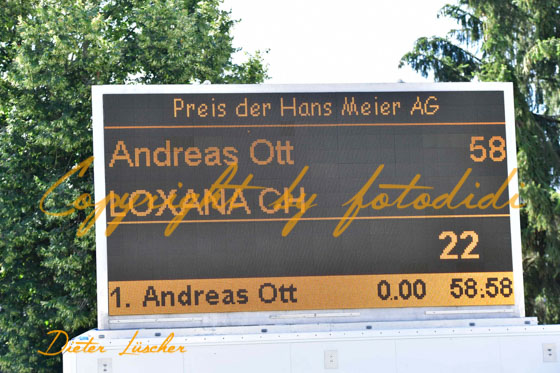 Preis der Hans Meier AG
Andreas Ott 58
LOXANA CH
Copyright by fotodidi
22
1. Andreas Ott 0.00 58:58
Dieter Lüscher